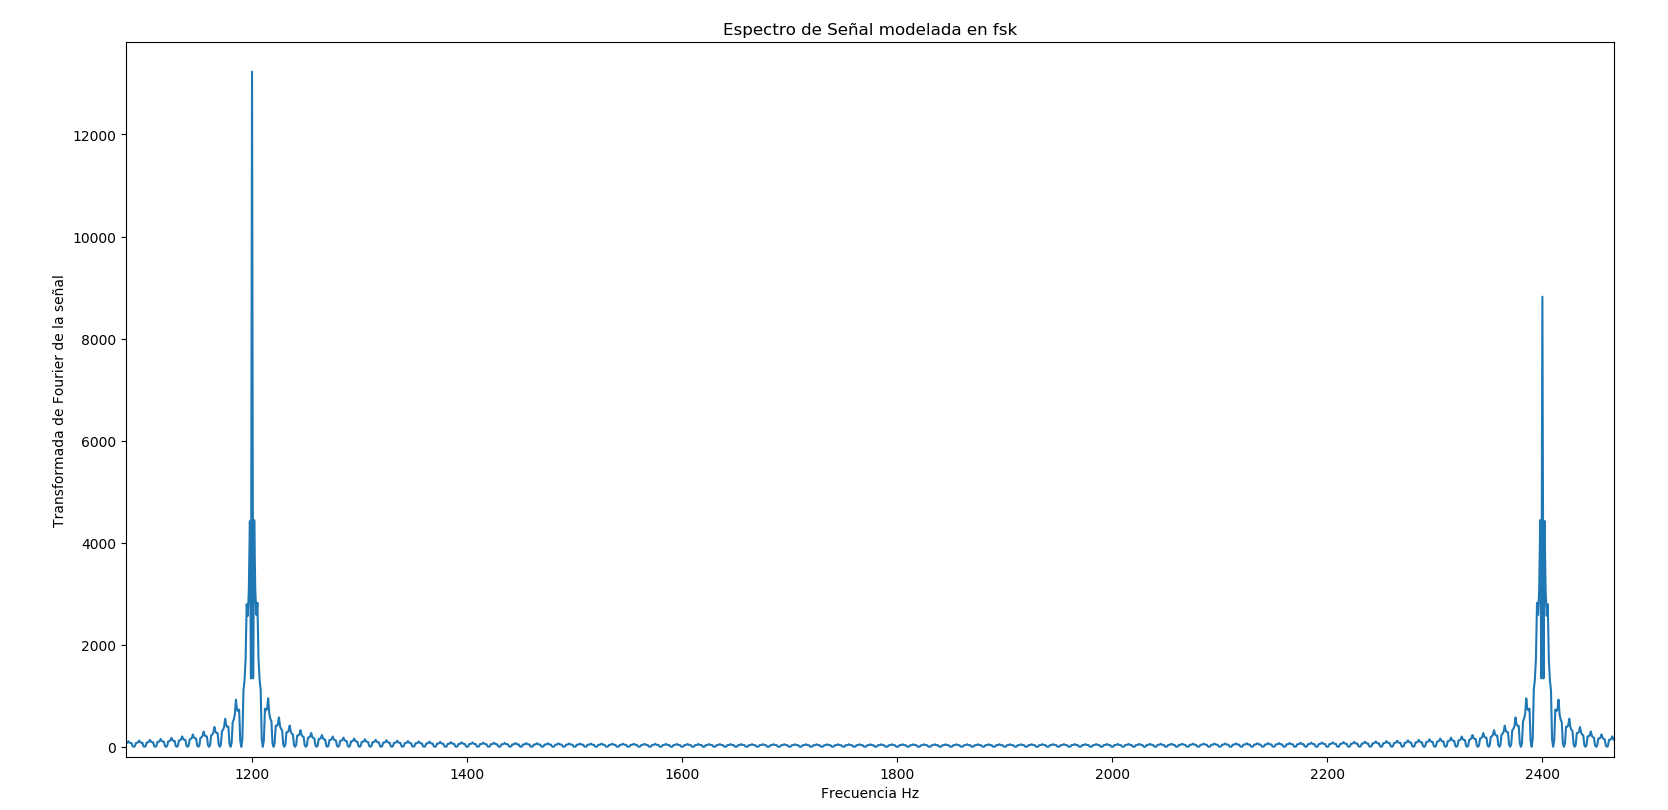 Espectro de Señal modelada en fsk
Transformada de Fourier de la señal
12000
10000
8000
6000
4000
2000
0
1200 1400 1600 1800 2000 2200 2400
Frecuencia Hz